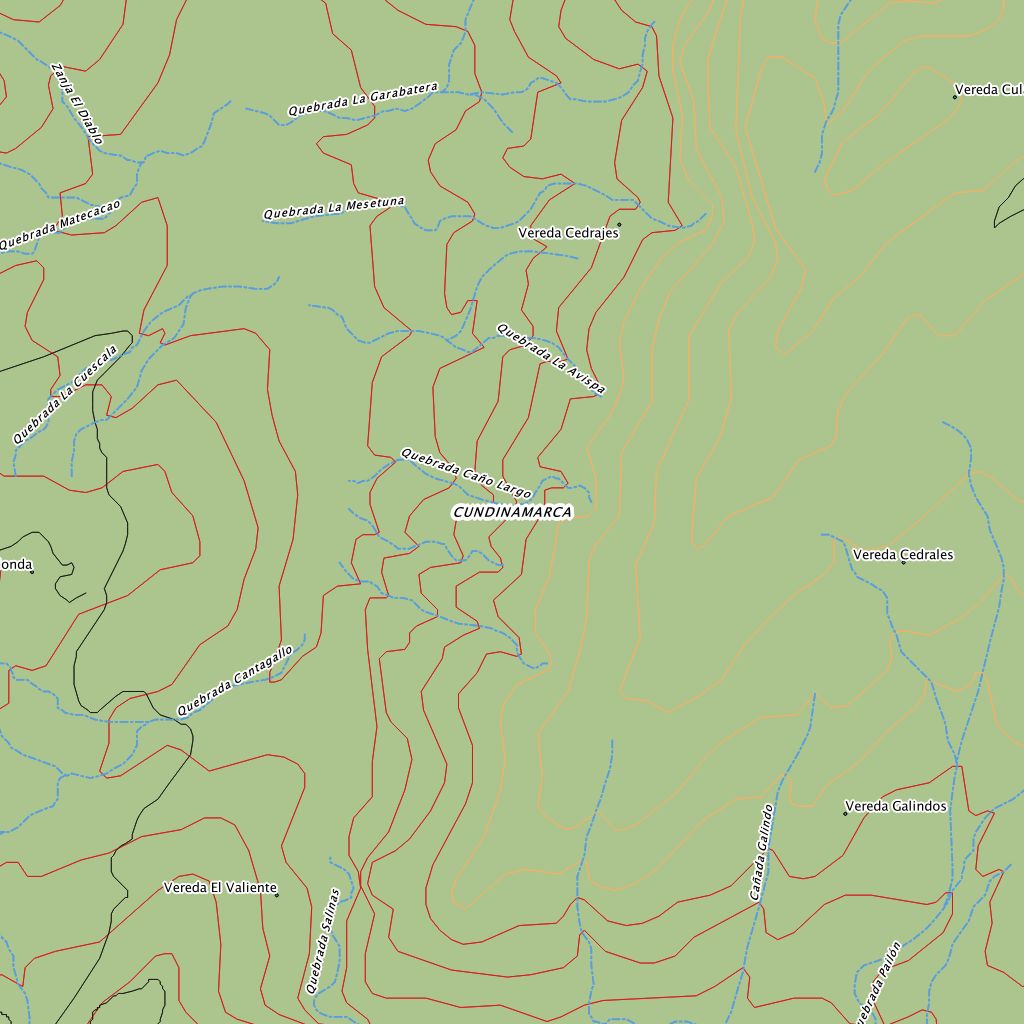 Zanja El Diablo
Quebrada La Garabatera
Vereda Cul
Quebrada Matecacao
Quebrada La Mesetuna
Vereda Cedrajes
Quebrada La Avispa
Quebrada La Cuescala
Quebrada Caño Largo
CUNDINAMARCA
Vereda Cedrales
onda
Quebrada Cantagallo
Vereda Galindos
Cañada Galindo
Vereda El Valiente
Quebrada Salinas
uebrada Pailón